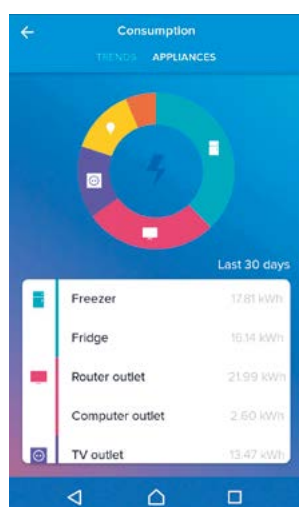 Consumption
TRENDS APPLIANCES
Last 30 days
Freezer 17.81 kWh
Fridge 16.14 kWh
Router outlet 21.99 kWh
Computer outlet 2.60 kWh
TV outlet 13.47 kWh